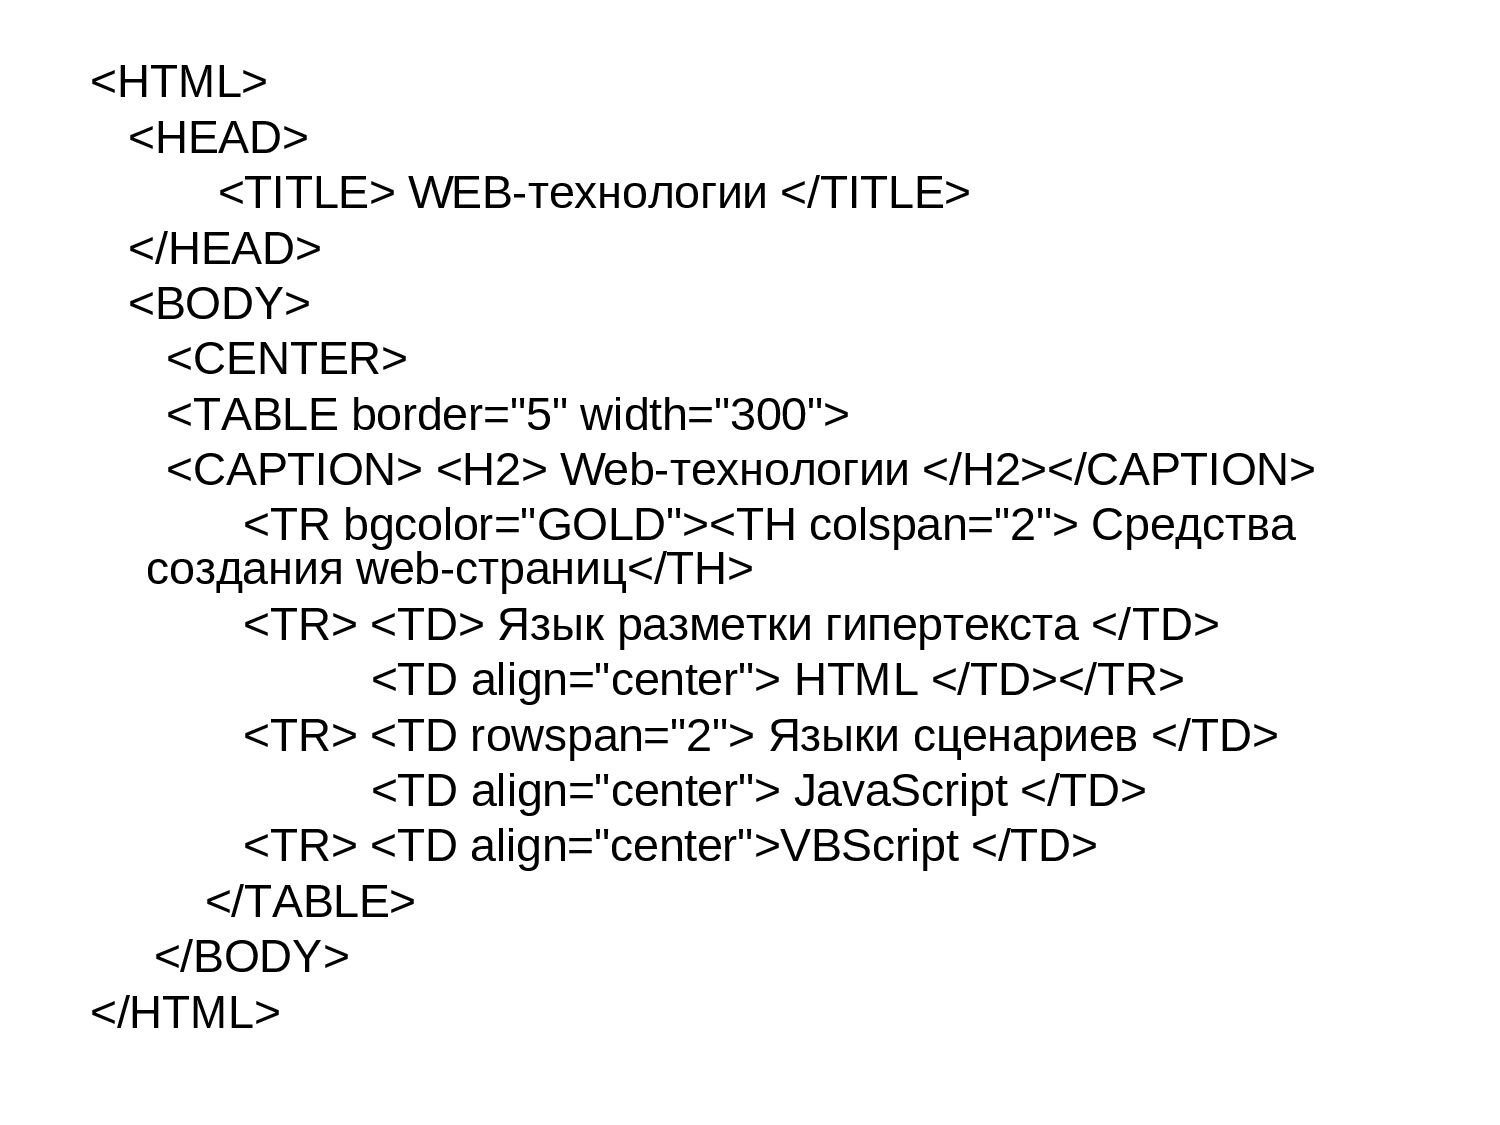 <HTML>
<HEAD>
<TITLE> WEB-технологии </TITLE>
</HEAD>
<BODY>
<CENTER>
<TABLE border="5" width="300">
<CAPTION> <H2> Web-технологии </H2></CAPTION>
<TR bgcolor="GOLD"><TH colspan="2"> Средства
создания web-страниц</TH>
<TR> <TD> Язык разметки гипертекста </TD>
<TD align="center"> HTML </TD></TR>
<TR> <TD rowspan="2"> Языки сценариев </TD>
<TD align="center"> JavaScript </TD>
<TR> <TD align="center">VBScript </TD>
</TABLE>
</BODY>
</HTML>